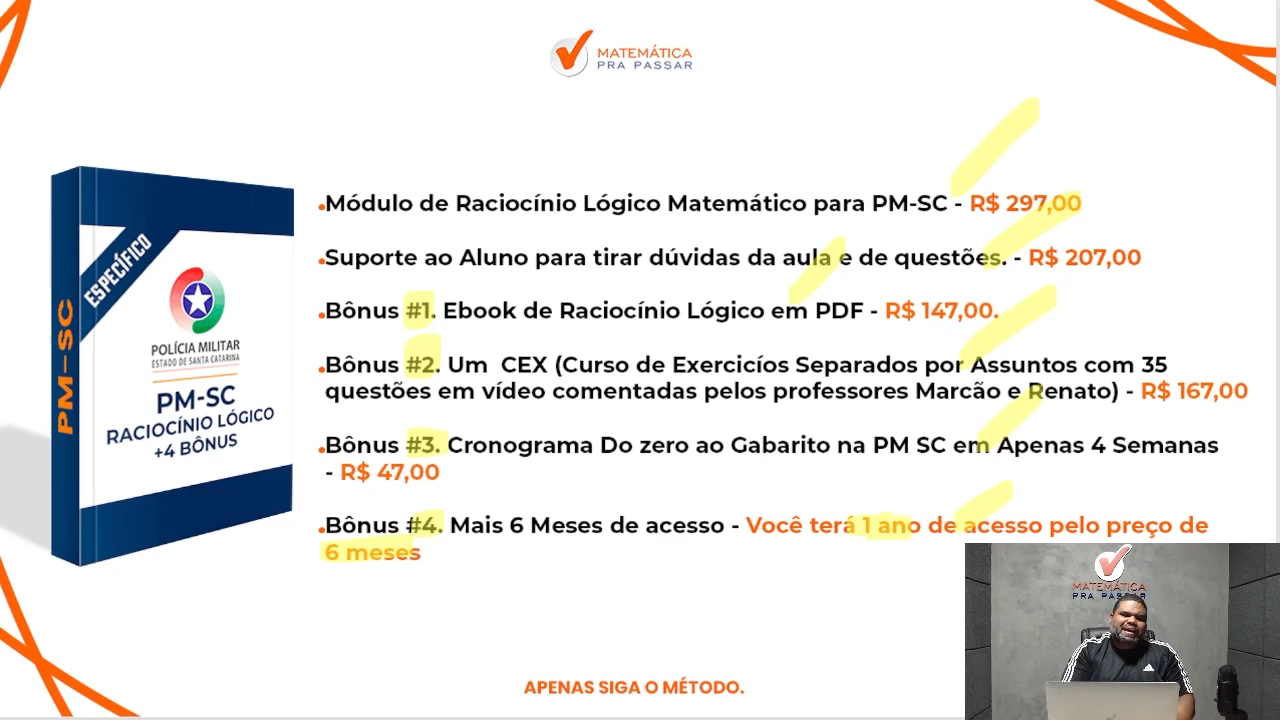 MATEMÁTICA
PRA PASSAR
•Módulo de Raciocínio Lógico Matemático para PM-SC - R$ 297,00
•Suporte ao Aluno para tirar dúvidas da aula e de questões. - R$ 207,00
•Bônus #1. Ebook de Raciocínio Lógico em PDF - R$ 147,00.
•Bônus #2. Um  CEX (Curso de Exercicíos Separados por Assuntos com 35
questões em vídeo comentadas pelos professores Marcão e Renato) - R$ 167,00
•Bônus #3. Cronograma Do zero ao Gabarito na PM SC em Apenas 4 Semanas
- R$ 47,00
•Bônus #4. Mais 6 Meses de acesso - Você terá 1 ano de acesso pelo preço de
6 meses
PM-SC
ESPECÍFICO
POLÍCIA MILITAR
ESTADO DE SANTA CATARINA
PM-SC
RACIOCÍNIO LÓGICO
+4 BÔNUS
MATEMÁTICA
PRA PASSAR
APENAS SIGA O MÉTODO.